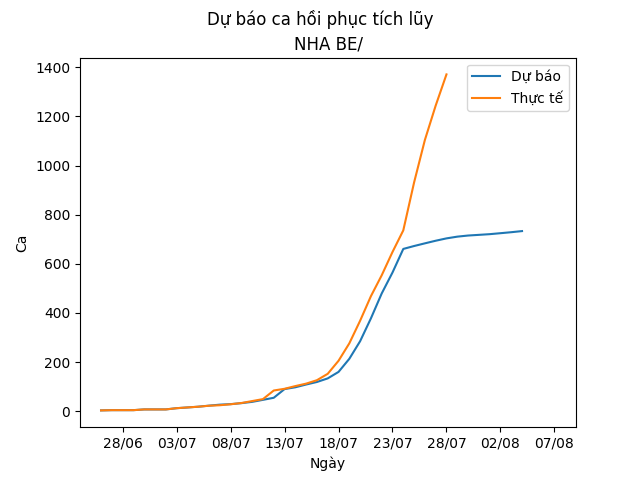 Dự báo ca hồi phục tích lũy
NHA BE/
Dự báo
Thực tế
1400
1200
1000
800
600
400
200
0
Ca
28/06 03/07 08/07 13/07 18/07 23/07 28/07 02/08 07/08
Ngày